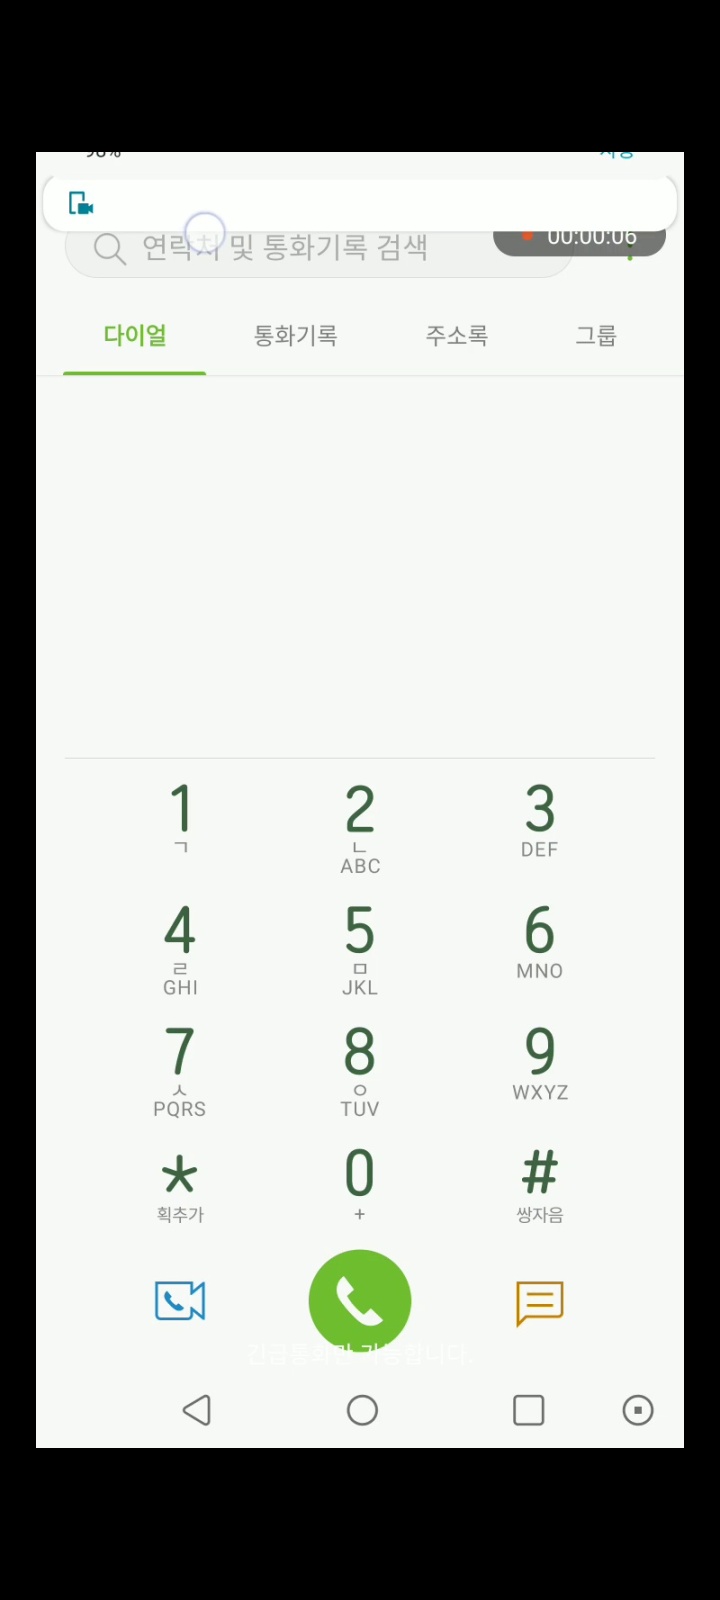 98%
연락처 및 통화기록 검색
00:00:06
다이얼 통화기록 주소록 그룹
1 2 3
ㄱ ㄴ DEF
ABC
4 5 6
ㄹ ㅁ MNO
GHI JKL
7 8 9
ㅅ ㅇ WXYZ
PQRS TUV
* 0 #
획추가 + 쌍자음
긴급통화만 가능합니다.